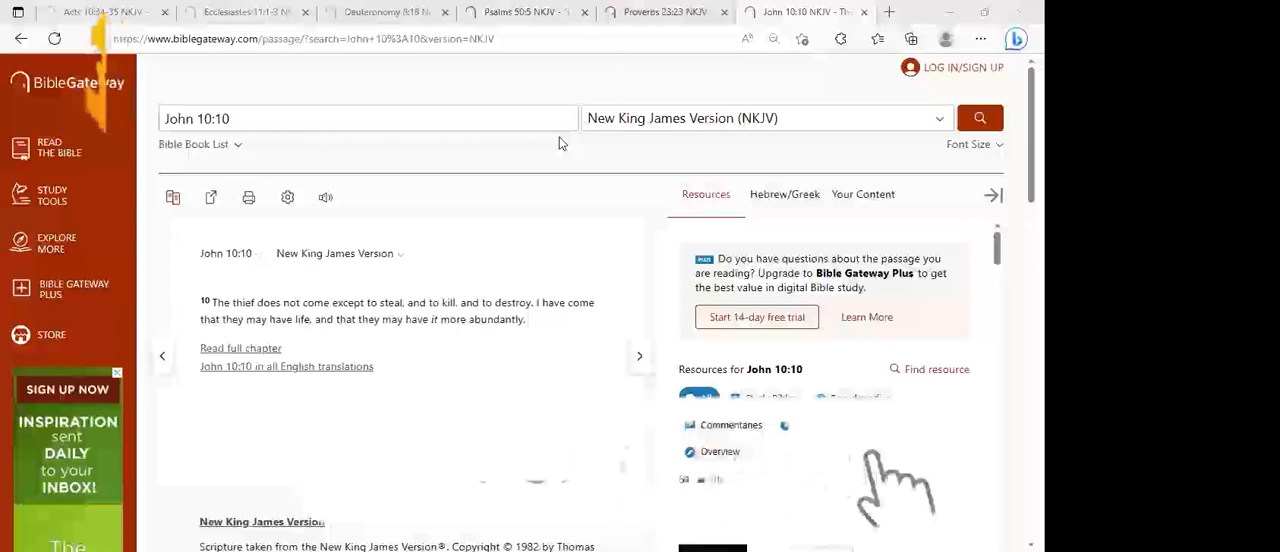 Acts 10:34-35 NKJV -
Ecclesiastes 11:1-3 N
Deuteronomy 8:18 N
Psalms 50:5 NKJV -
Proverbs 23:23 NKJV
John 10:10 NKJV - The
https://www.biblegateway.com/passage/?search=John+10%3A10&version=NKJV
BibleGateway
LOG IN/SIGN UP
John 10:10
New King James Version (NKJV)
Bible Book List
Font Size
READ
THE BIBLE
STUDY
TOOLS
EXPLORE
MORE
BIBLE GATEWAY
PLUS
STORE
SIGN UP NOW
INSPIRATION
sent
DAILY
to your
INBOX!
The
Resources
Hebrew/Greek
Your Content
John 10:10
New King James Version
10 The thief does not come except to steal, and to kill, and to destroy. I have come
that they may have life, and that they may have it more abundantly.
Read full chapter
John 10:10 in all English translations
New King James Version
Scripture taken from the New King James Version®. Copyright © 1982 by Thomas
PLUS Do you have questions about the passage you
are reading? Upgrade to Bible Gateway Plus to get
the best value in digital Bible study.
Start 14-day free trial
Learn More
Resources for John 10:10
Find resource
All
Commentaries
Overview